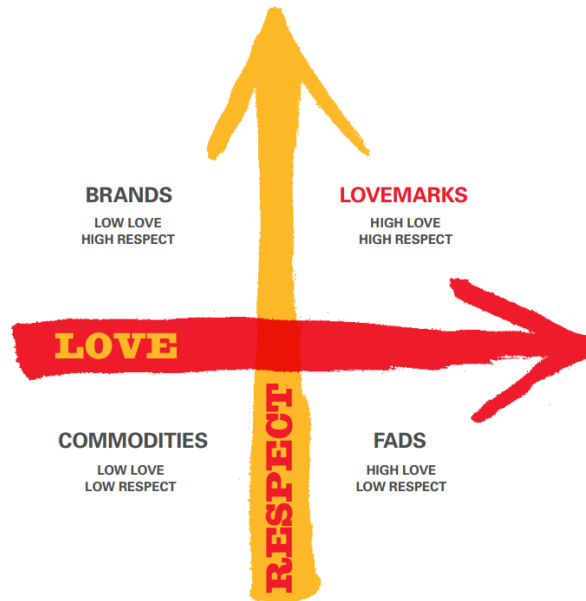 BRANDS
LOW LOVE
HIGH RESPECT
LOVEMARKS
HIGH LOVE
HIGH RESPECT
LOVE
RESPECT
COMMODITIES
LOW LOVE
LOW RESPECT
FADS
HIGH LOVE
LOW RESPECT